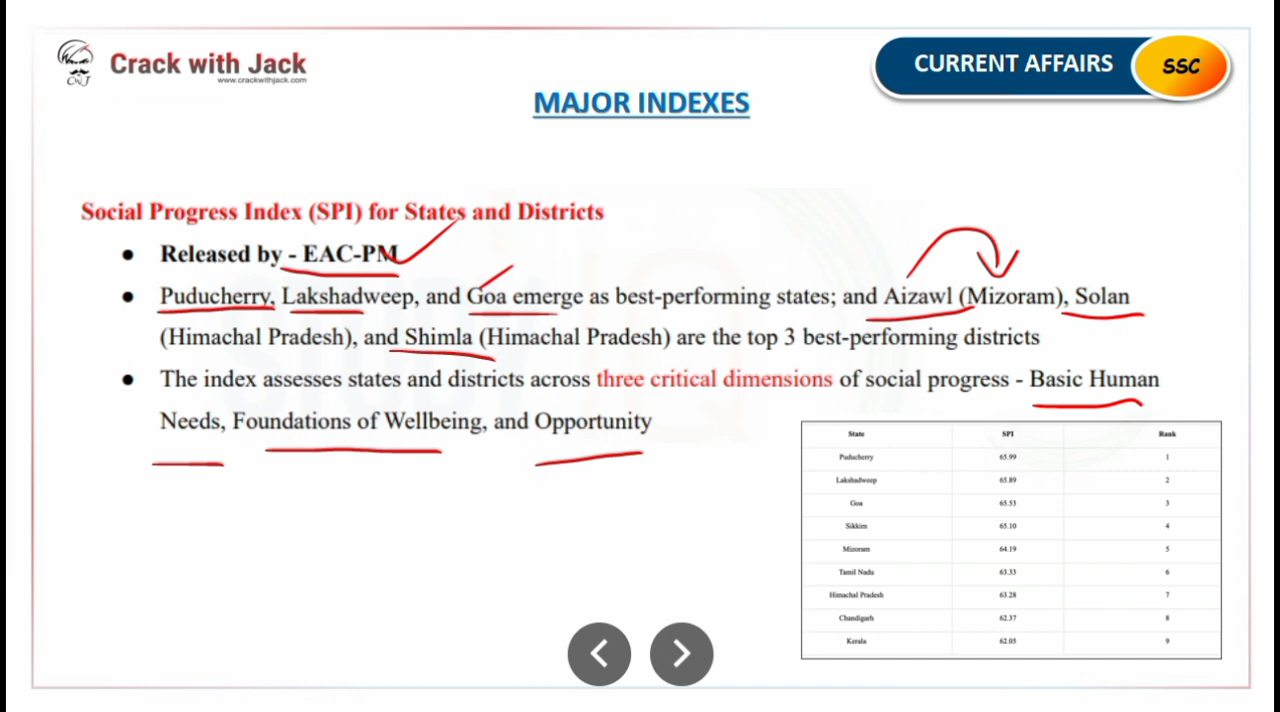 Crack with Jack
www.crackwithjack.com
CWJ
CURRENT AFFAIRS
SSC
MAJOR INDEXES
Social Progress Index (SPI) for States and Districts
● Released by - EAC-PM
● Puducherry, Lakshadweep, and Goa emerge as best-performing states; and Aizawl (Mizoram), Solan
(Himachal Pradesh), and Shimla (Himachal Pradesh) are the top 3 best-performing districts
● The index assesses states and districts across three critical dimensions of social progress - Basic Human
Needs, Foundations of Wellbeing, and Opportunity
State SPI Rank
Puducherry 65.99 1
Lakshadweep 65.89 2
Goa 65.53 3
Sikkim 65.10 4
Mizoram 64.19 5
Tamil Nadu 63.33 6
Himachal Pradesh 63.28 7
Chandigarh 62.37 8
Kerala 62.05 9